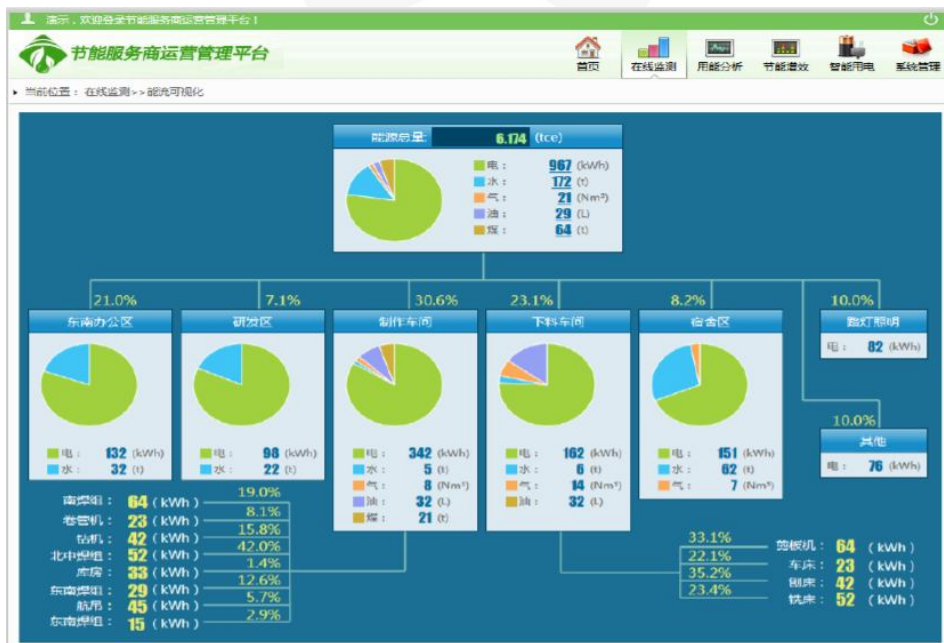 演示，欢迎登录节能服务商运营管理平台！
节能服务商运营管理平台
首页 在线监测 用能分析 节能增效 智能用电 系统管理
当前位置：在线监测>>能流可视化
能源总量: 6.174 (tce)
电： 967 (kWh)
水： 172 (t)
气： 21 (Nm³)
油： 29 (L)
煤： 64 (t)
21.0% 7.1% 30.6% 23.1% 8.2% 10.0%
东南办公区 研发区 制作车间 下料车间 宿舍区 路灯照明
电： 82 (kWh)
10.0%
其他
电： 76 (kWh)
电： 132 (kWh)
水： 32 (t)
电： 98 (kWh)
水： 22 (t)
电： 342 (kWh)
水： 5 (t)
气： 8 (Nm³)
油： 32 (L)
煤： 21 (t)
电： 162 (kWh)
水： 6 (t)
气： 14 (Nm³)
油： 32 (L)
电： 151 (kWh)
水： 62 (t)
气： 7 (Nm³)
南焊组： 64 (kWh) 19.0%
卷管机： 23 (kWh) 8.1%
钻机： 42 (kWh) 15.8%
北中焊组： 52 (kWh) 42.0%
库房： 33 (kWh) 1.4%
东南焊组： 29 (kWh) 12.6%
航吊： 45 (kWh) 5.7%
东南焊组： 15 (kWh) 2.9%
33.1% 剪板机： 64 (kWh)
22.1% 车床： 23 (kWh)
35.2% 刨床： 42 (kWh)
23.4% 铣床： 52 (kWh)